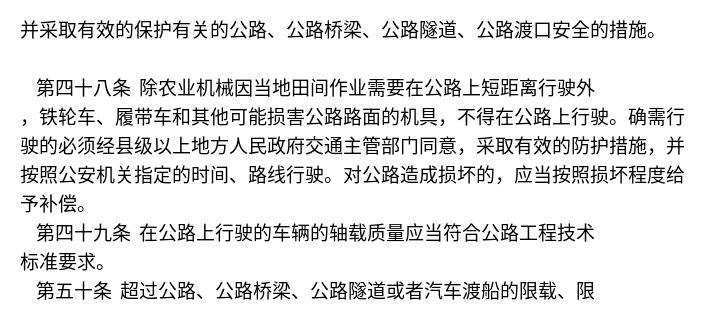 并采取有效的保护有关的公路、公路桥梁、公路隧道、公路渡口安全的措施。
第四十八条 除农业机械因当地田间作业需要在公路上短距离行驶外
，铁轮车、履带车和其他可能损害公路路面的机具，不得在公路上行驶。确需行
驶的必须经县级以上地方人民政府交通主管部门同意，采取有效的防护措施，并
按照公安机关指定的时间、路线行驶。对公路造成损坏的，应当按照损坏程度给
予补偿。
第四十九条 在公路上行驶的车辆的轴载质量应当符合公路工程技术
标准要求。
第五十条 超过公路、公路桥梁、公路隧道或者汽车渡船的限载、限